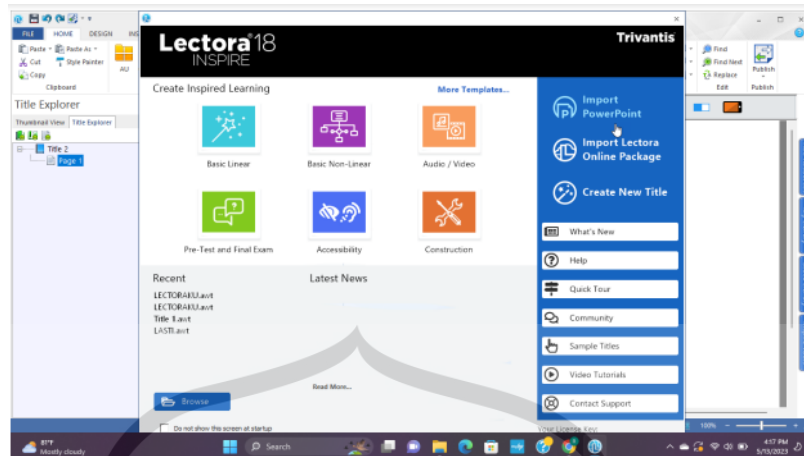 FILE HOME DESIGN INS
Paste Paste As
Cut Style Painter
Copy
AU
Clipboard
Title Explorer
Thumbnail View Title Explorer
Title 2
Page 1
Lectora 18
INSPIRE
Trivantis
Create Inspired Learning
More Templates...
Basic Linear
Basic Non-Linear
Audio / Video
Pre-Test and Final Exam
Accessibility
Construction
Recent
LECTORAKU.awt
LECTORAKU.awt
Title 1.awt
LAST1.awt
Latest News
Read More...
Browse
Do not show this screen at startup
Import
PowerPoint
Import Lectora
Online Package
Create New Title
What's New
Help
Quick Tour
Community
Sample Titles
Video Tutorials
Contact Support
Your License Key:
Find
Find Next
Replace
Edit
Publish
Publish
100%
81°F
Mostly cloudy
Search
4:17 PM
5/13/2023